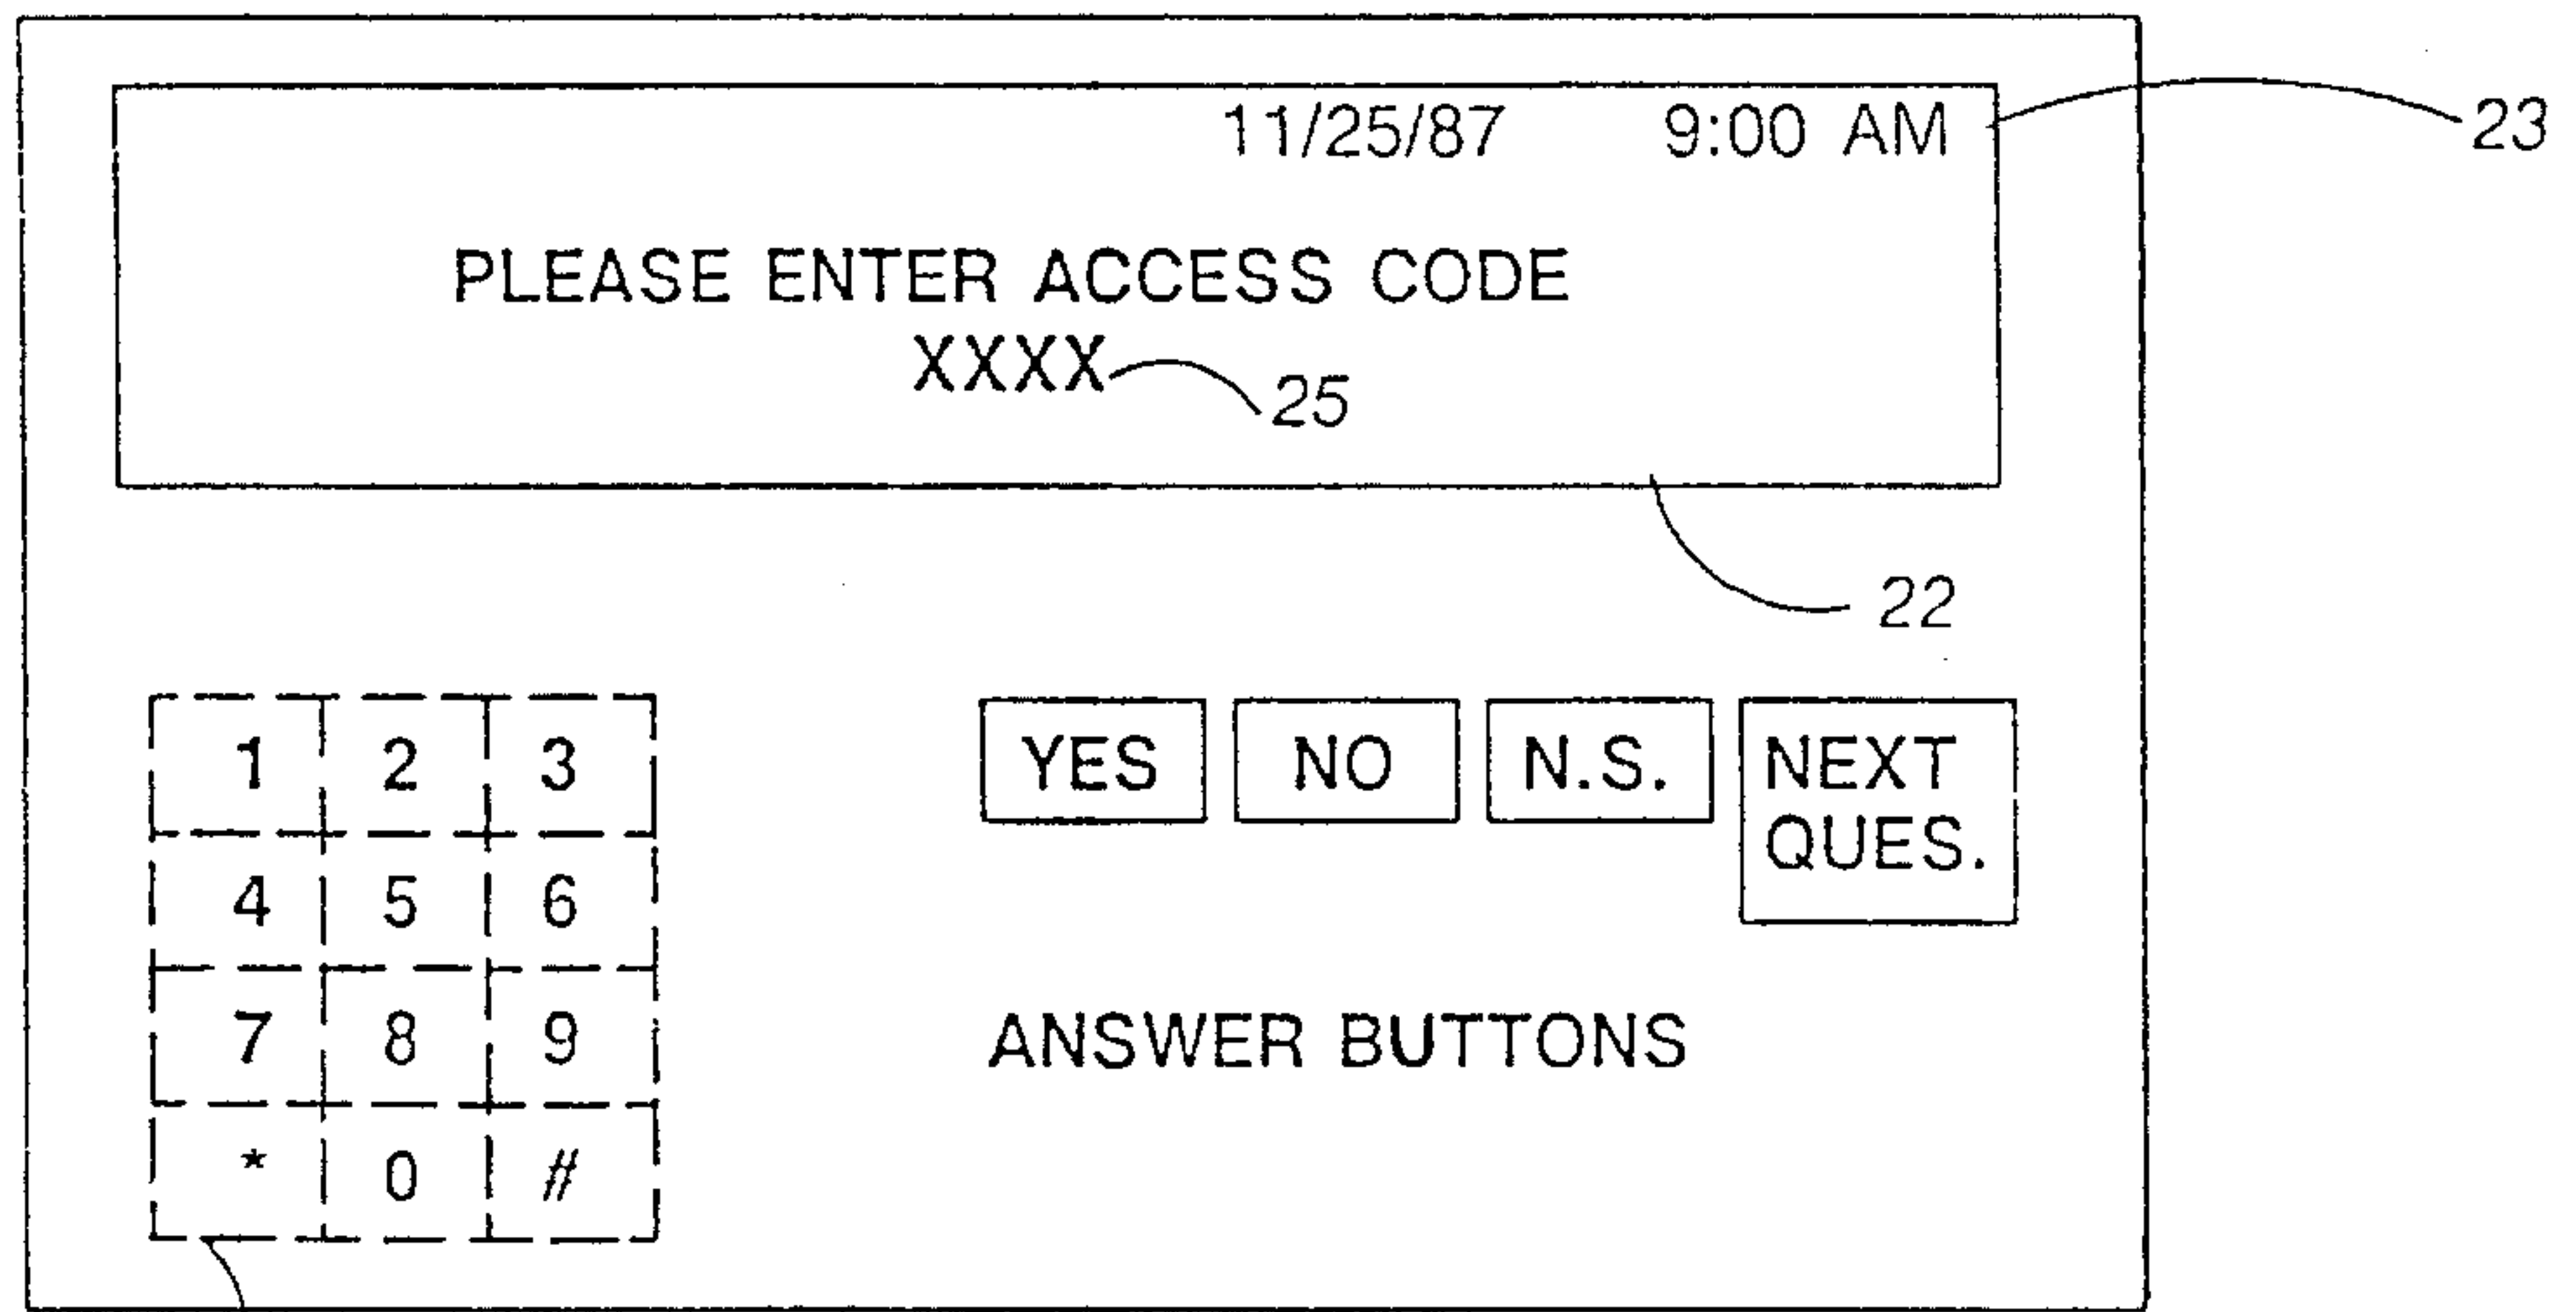 11/25/87 9:00 AM
23
PLEASE ENTER ACCESS CODE
XXXX
25
22
1 2 3
4 5 6
7 8 9
* 0 #
YES NO N.S. NEXT
QUES.
ANSWER BUTTONS